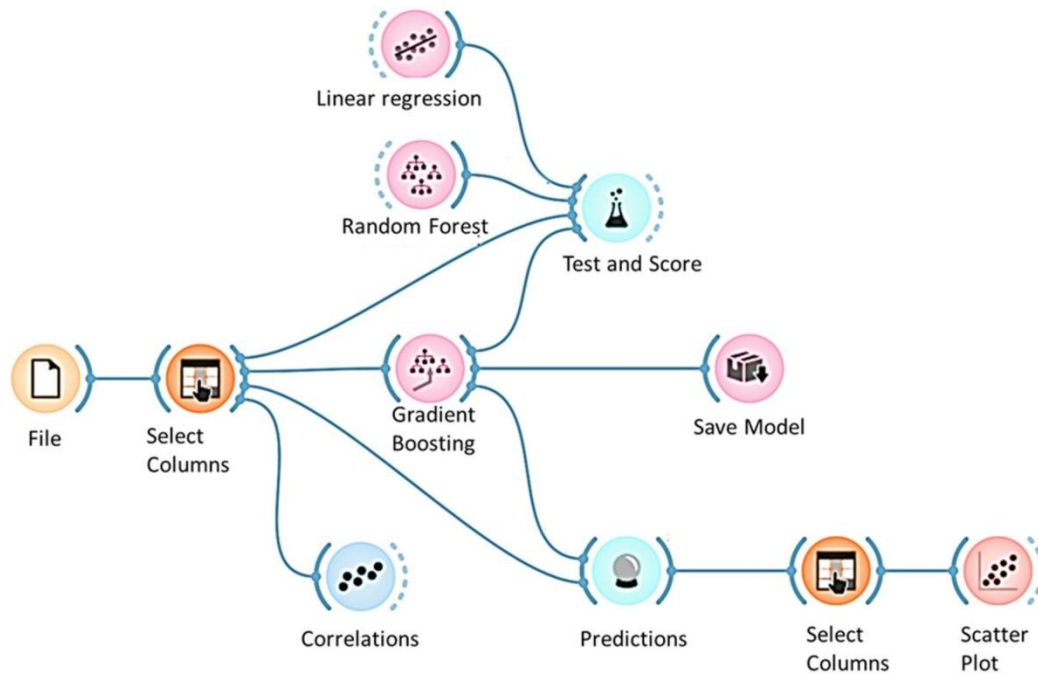 Linear regression
Random Forest
Test and Score
File
Select
Columns
Gradient
Boosting
Save Model
Correlations
Predictions
Select
Columns
Scatter
Plot